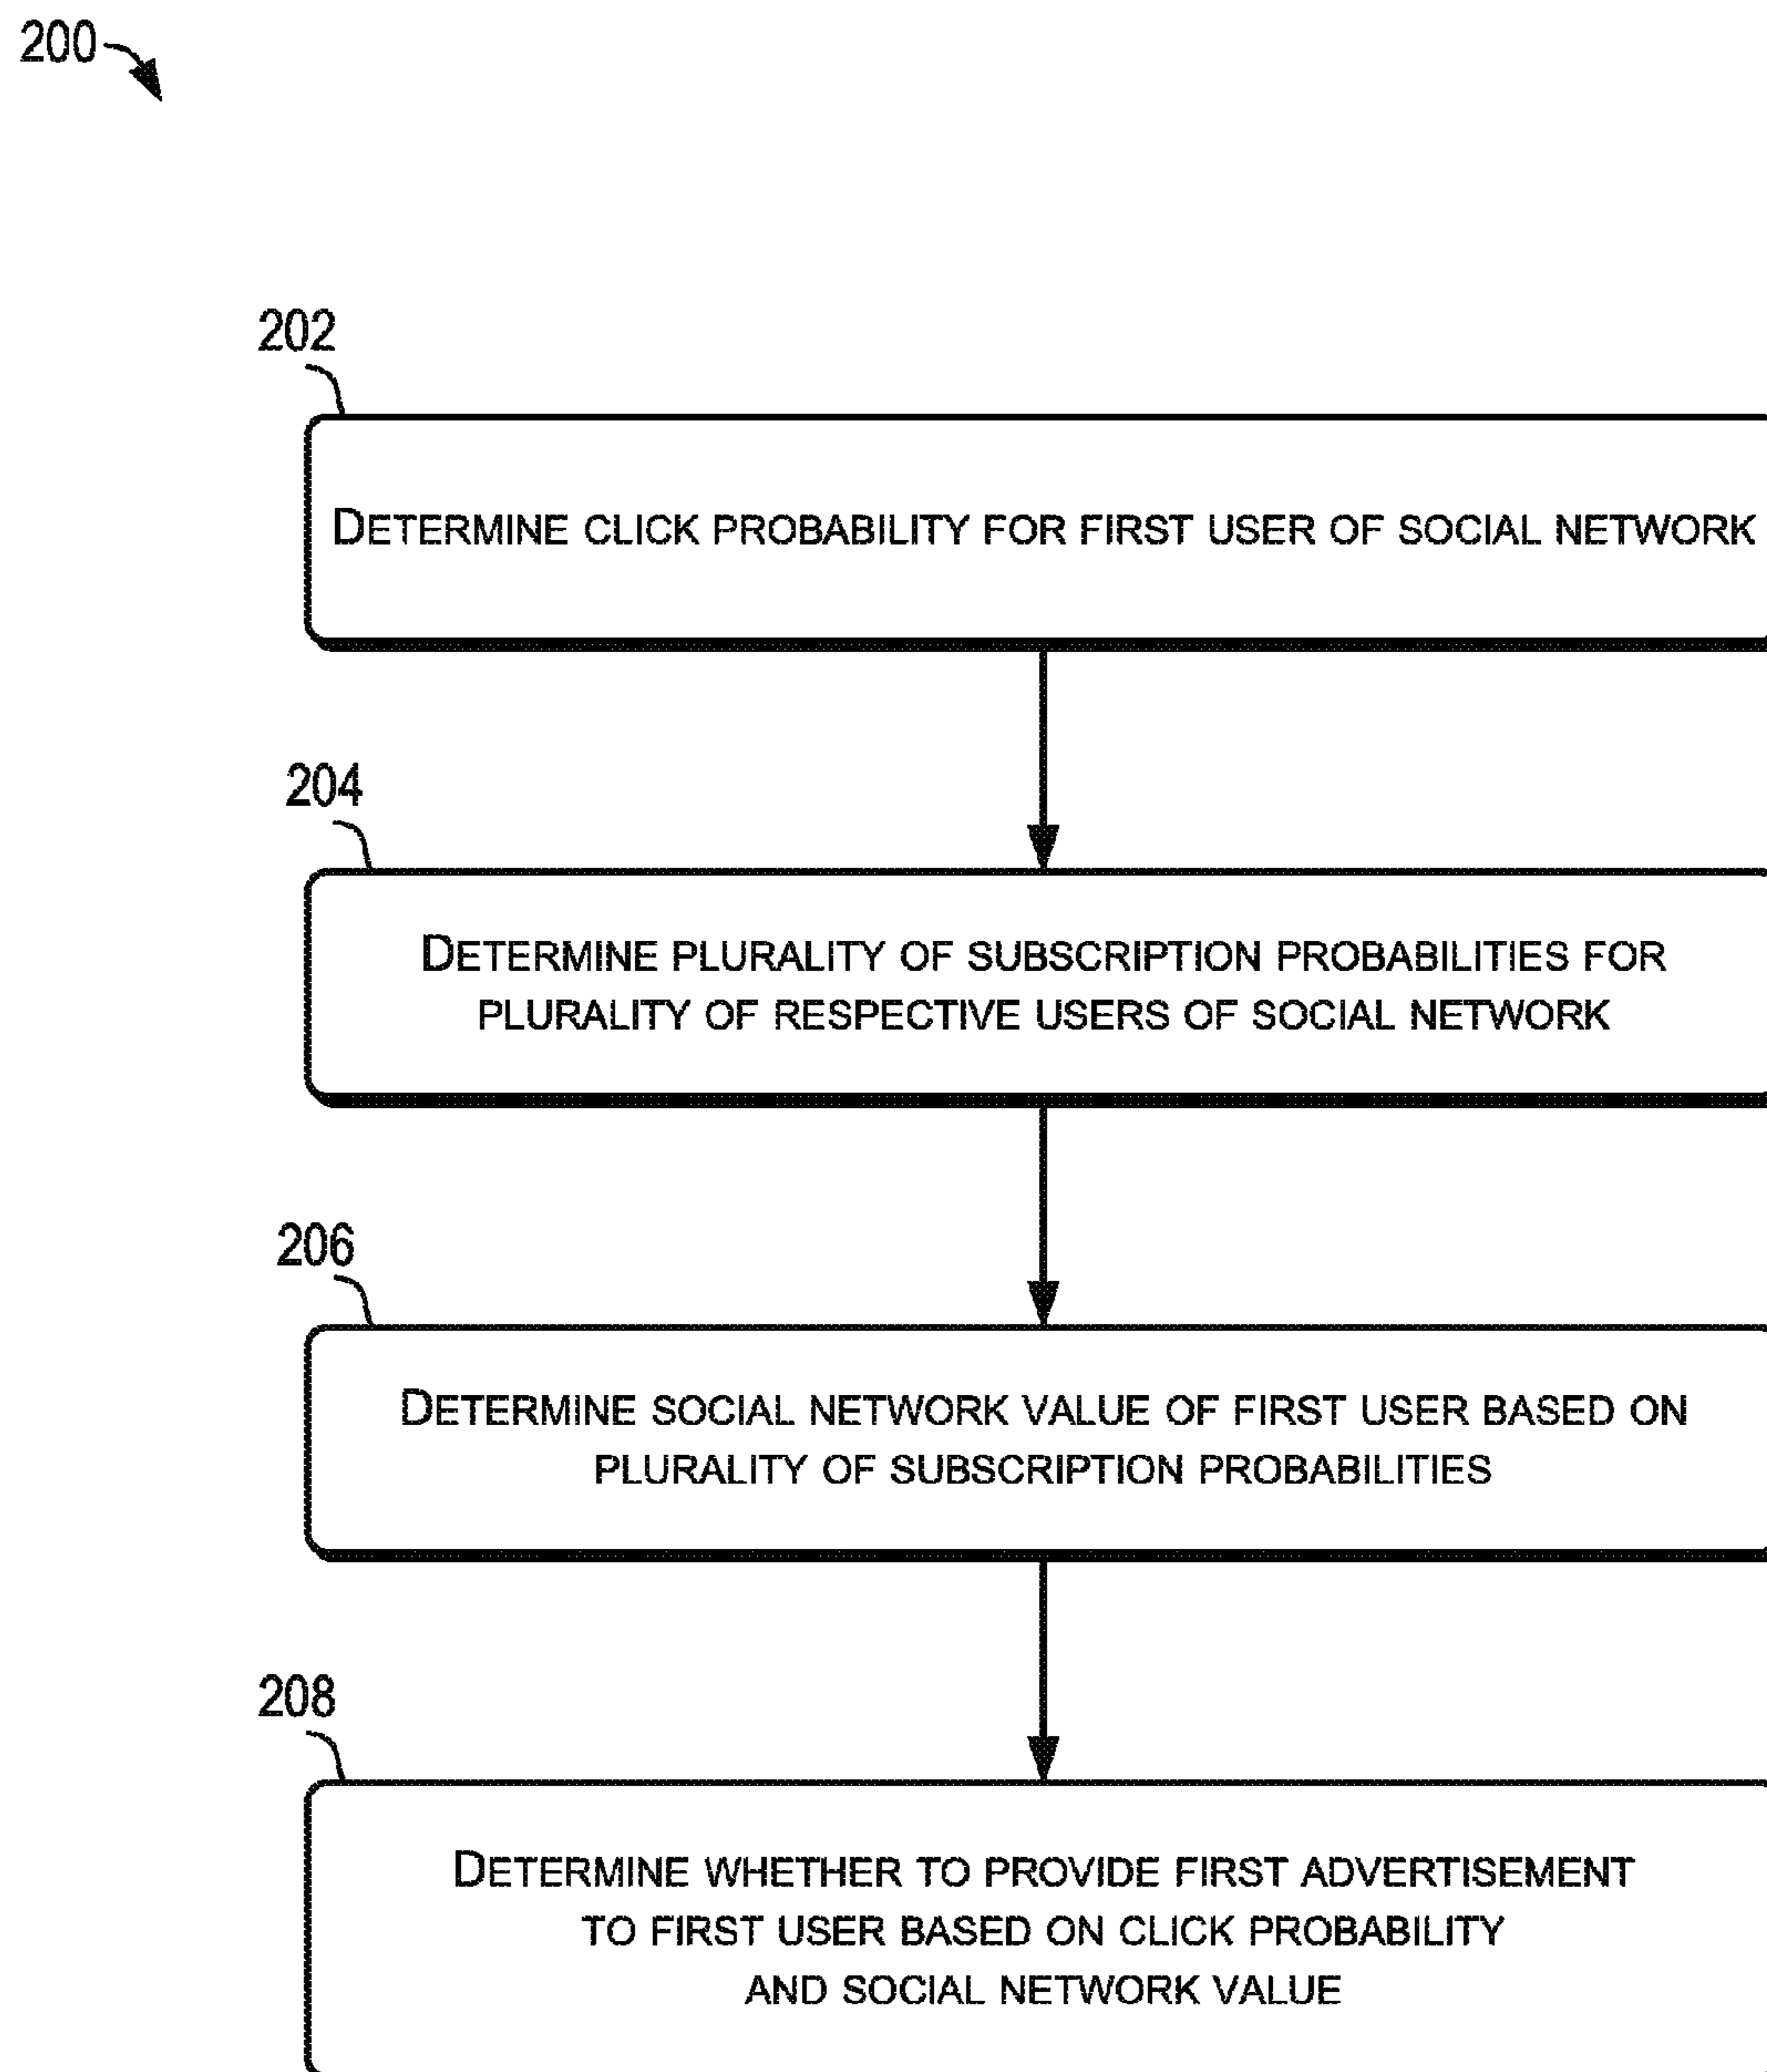 200
202
DETERMINE CLICK PROBABILITY FOR FIRST USER OF SOCIAL NETWORK
204
DETERMINE PLURALITY OF SUBSCRIPTION PROBABILITIES FOR
PLURALITY OF RESPECTIVE USERS OF SOCIAL NETWORK
206
DETERMINE SOCIAL NETWORK VALUE OF FIRST USER BASED ON
PLURALITY OF SUBSCRIPTION PROBABILITIES
208
DETERMINE WHETHER TO PROVIDE FIRST ADVERTISEMENT
TO FIRST USER BASED ON CLICK PROBABILITY
AND SOCIAL NETWORK VALUE